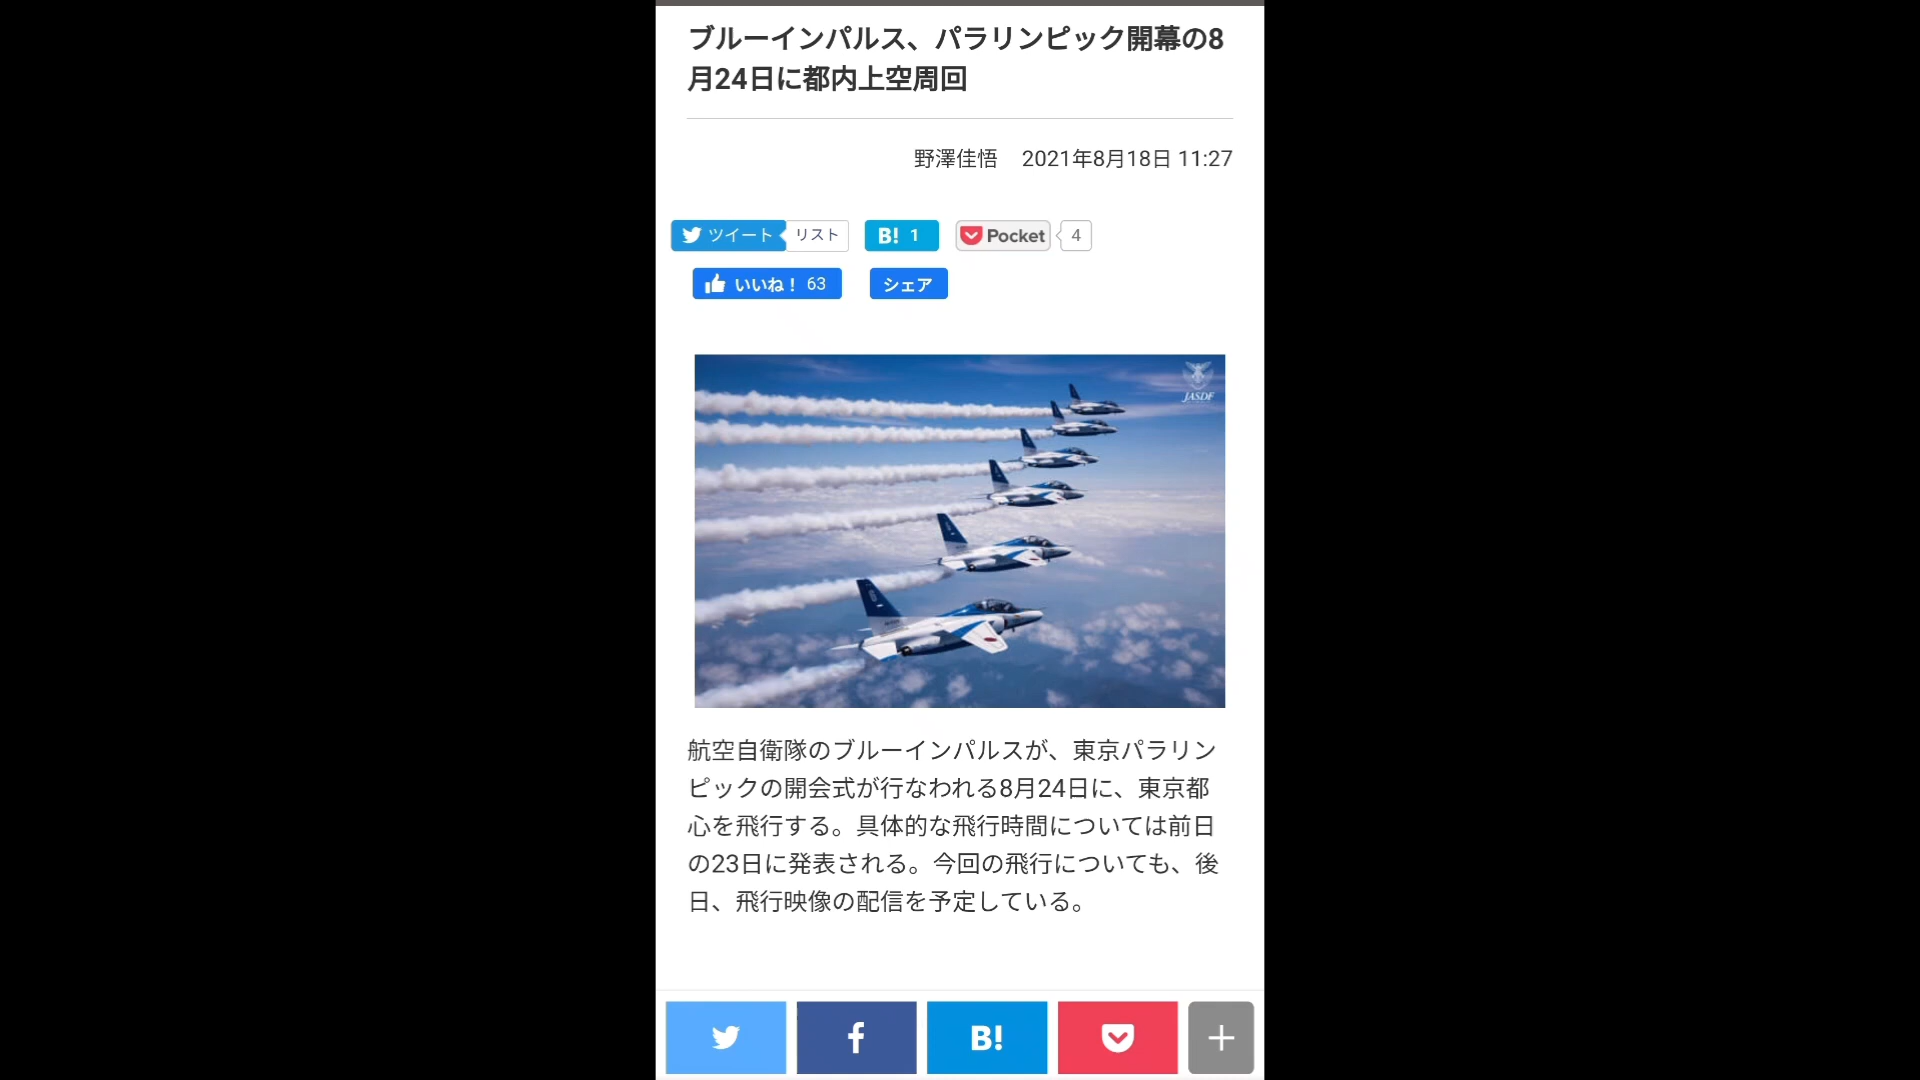 ブルーインパルス、パラリンピック開幕の8
月24日に都内上空周回
野澤佳悟 2021年8月18日 11:27
ツイート リスト B! 1 Pocket 4
いいね！ 63 シェア
JASDF
航空自衛隊のブルーインパルスが、東京パラリン
ピックの開会式が行なわれる8月24日に、東京都
心を飛行する。具体的な飛行時間については前日
の23日に発表される。今回の飛行についても、後
日、飛行映像の配信を予定している。
B!